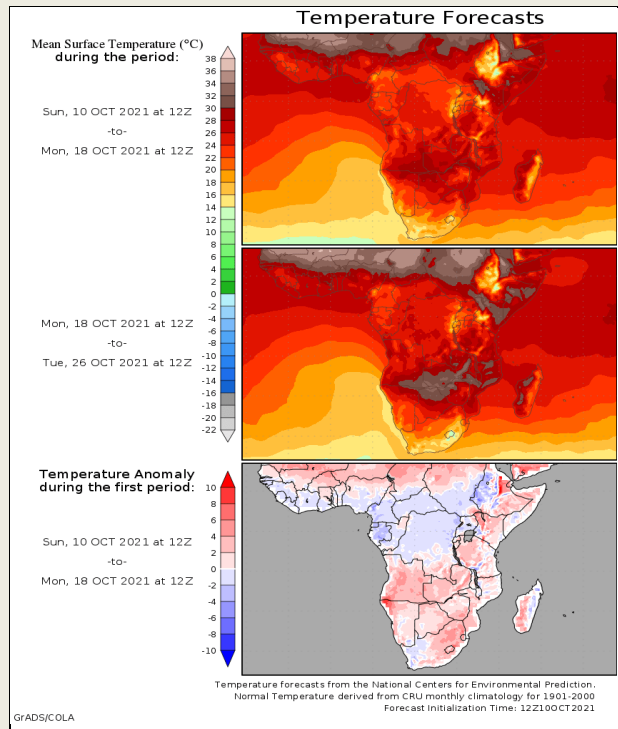 Temperature Forecasts
Mean Surface Temperature (°C)
during the period:
Sun, 10 OCT 2021 at 12Z
-to-
Mon, 18 OCT 2021 at 12Z
38
36
34
32
30
28
26
24
22
20
18
16
14
12
10
8
6
4
2
0
-2
-4
-6
-8
-10
-12
-14
-16
-18
-20
-22
Mon, 18 OCT 2021 at 12Z
-to-
Tue, 26 OCT 2021 at 12Z
Temperature Anomaly
during the first period:
Sun, 10 OCT 2021 at 12Z
-to-
Mon, 18 OCT 2021 at 12Z
10
8
6
4
2
0
-2
-4
-6
-8
-10
Temperature forecasts from the National Centers for Environmental Prediction.
Normal Temperature derived from CRU monthly climatology for 1901-2000
Forecast Initialization Time: 12Z10OCT2021
GrADS/COLA